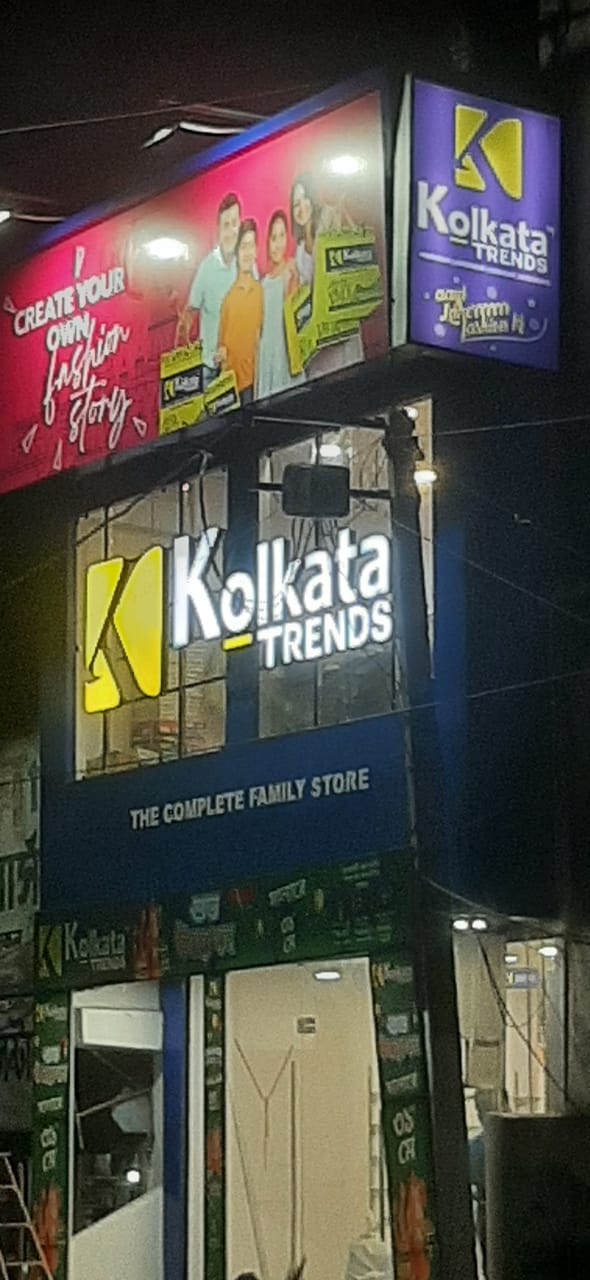 CREATE YOUR
OWN
fashion
story
Kolkata
TRENDS
Kolkata
TRENDS
THE COMPLETE FAMILY STORE
Kolkata
TRENDS